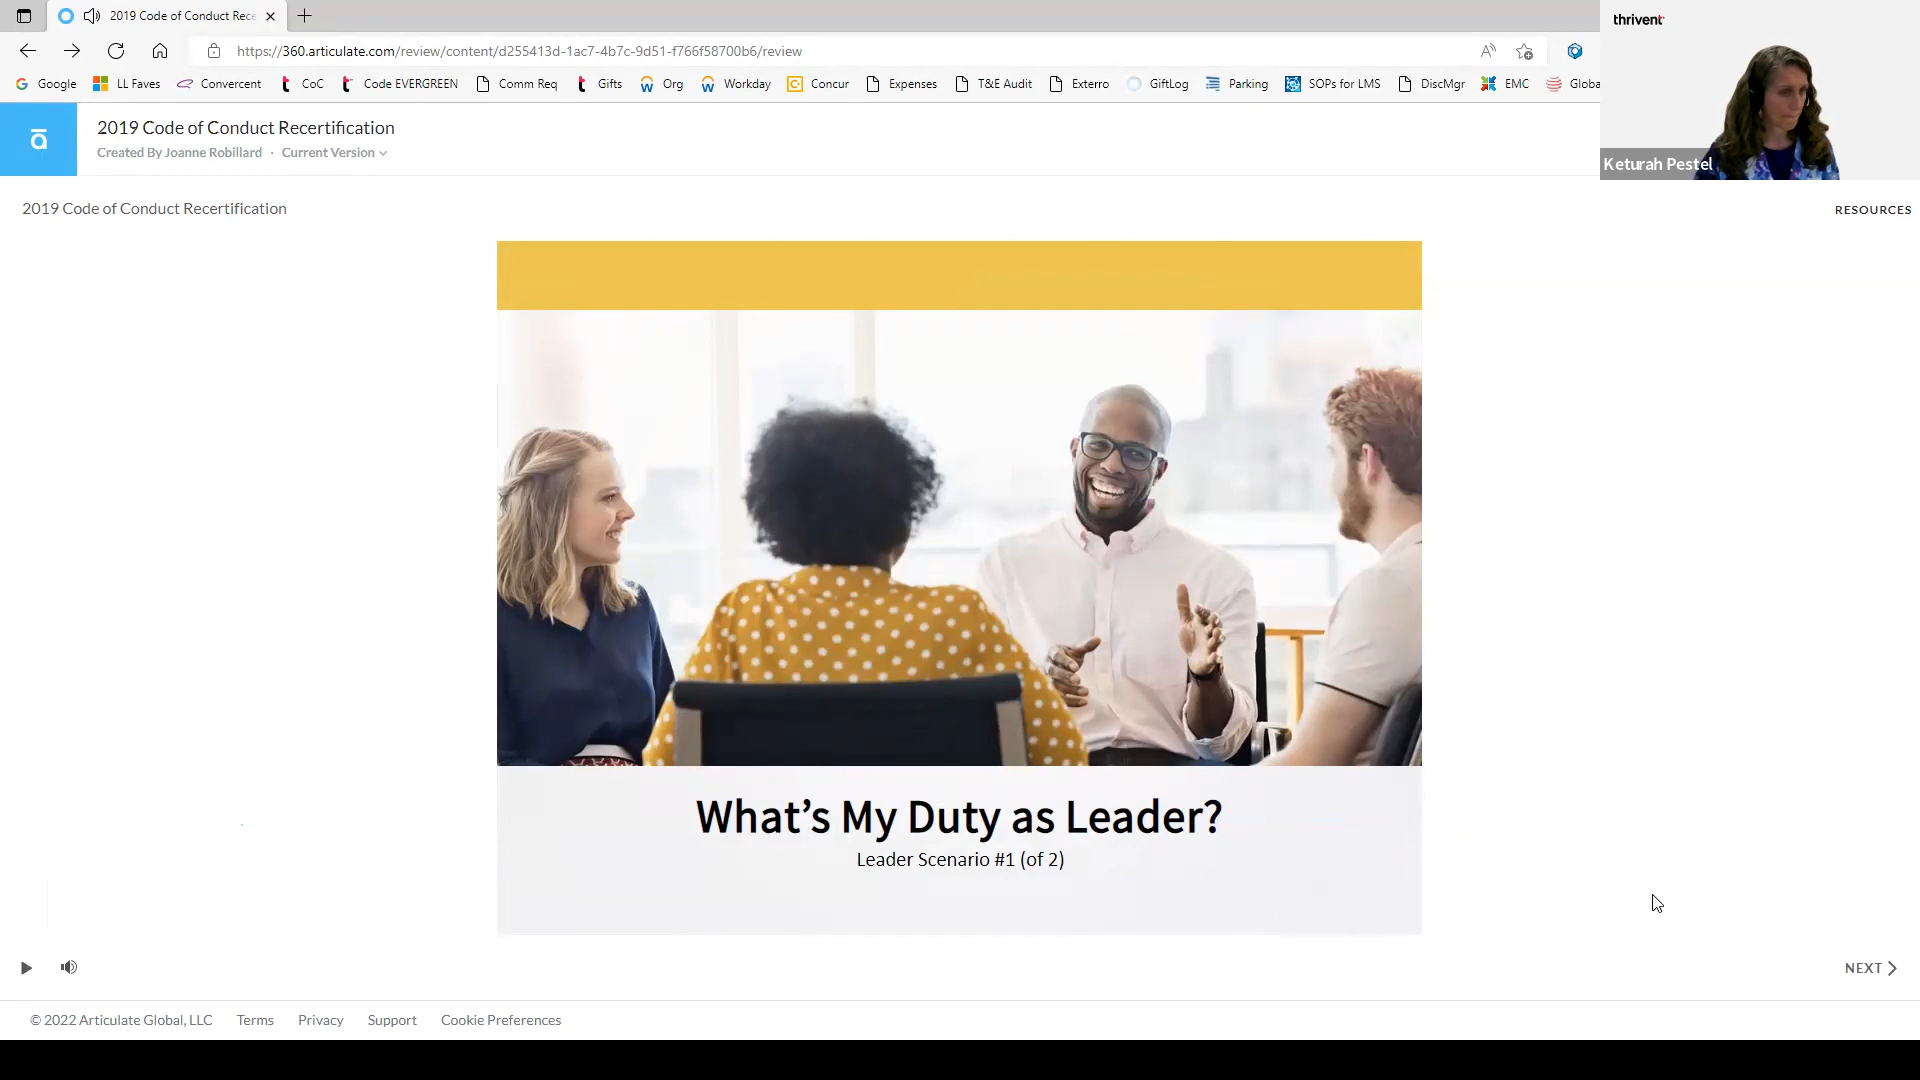 2019 Code of Conduct Rece
https://360.articulate.com/review/content/d255413d-1ac7-4b7c-9d51-f766f58700b6/review
Google LL Faves Convercent CoC Code EVERGREEN Comm Req Gifts Org Workday Concur Expenses T&E Audit Exterro GiftLog Parking SOPs for LMS DiscMgr EMC Globa
thrivent
Keturah Pestel
2019 Code of Conduct Recertification
Created By Joanne Robillard · Current Version
2019 Code of Conduct Recertification
RESOURCES
What's My Duty as Leader?
Leader Scenario #1 (of 2)
NEXT
© 2022 Articulate Global, LLC Terms Privacy Support Cookie Preferences